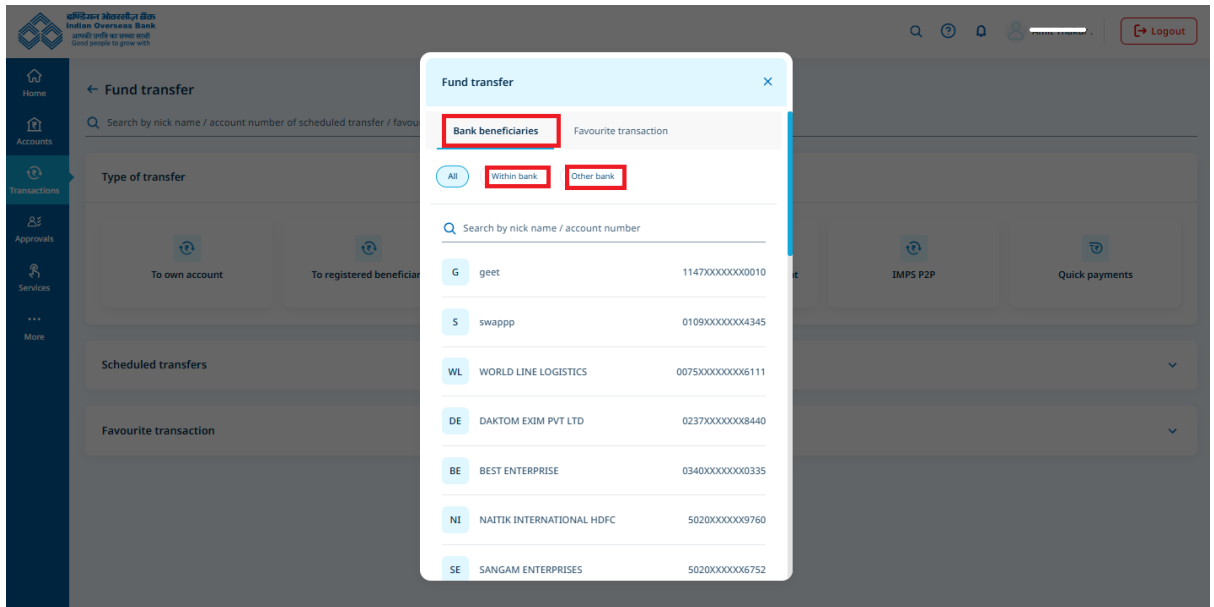 इण्डियन ओवरसीज़ बैंक
Indian Overseas Bank
आपकी प्रगति का सच्चा साथी
Good people to grow with
Logout
Home
Accounts
Transactions
Approvals
Services
More
Fund transfer
Search by nick name / account number of scheduled transfer / favou
Type of transfer
To own account
To registered beneficiar
IMPS P2P
Quick payments
Scheduled transfers
Favourite transaction
Fund transfer
Bank beneficiaries
Favourite transaction
All
Within bank
Other bank
Search by nick name / account number
G geet 1147XXXXXXX0010
S swappp 0109XXXXXXX4345
WL WORLD LINE LOGISTICS 0075XXXXXXX6111
DE DAKTOM EXIM PVT LTD 0237XXXXXXX8440
BE BEST ENTERPRISE 0340XXXXXXX0335
NI NAITIK INTERNATIONAL HDFC 5020XXXXXX9760
SE SANGAM ENTERPRISES 5020XXXXXX6752